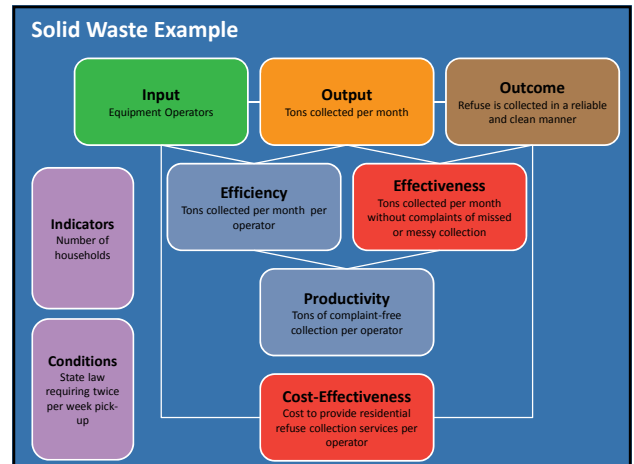 Solid Waste Example
Input
Equipment Operators
Output
Tons collected per month
Outcome
Refuse is collected in a reliable
and clean manner
Indicators
Number of
households
Efficiency
Tons collected per month per
operator
Effectiveness
Tons collected per month
without complaints of missed
or messy collection
Productivity
Tons of complaint-free
collection per operator
Conditions
State law
requiring twice
per week pick-
up
Cost-Effectiveness
Cost to provide residential
refuse collection services per
operator